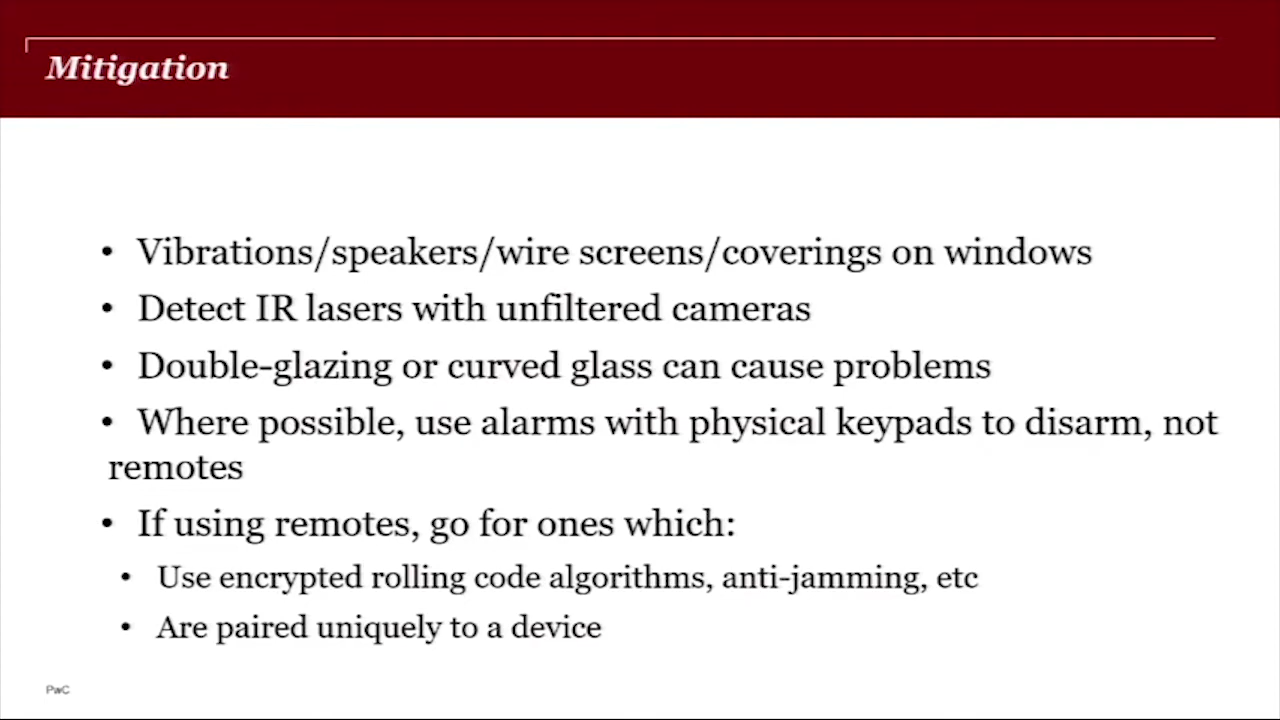 Mitigation
• Vibrations/speakers/wire screens/coverings on windows
• Detect IR lasers with unfiltered cameras
• Double-glazing or curved glass can cause problems
• Where possible, use alarms with physical keypads to disarm, not
remotes
• If using remotes, go for ones which:
• Use encrypted rolling code algorithms, anti-jamming, etc
• Are paired uniquely to a device
PwC